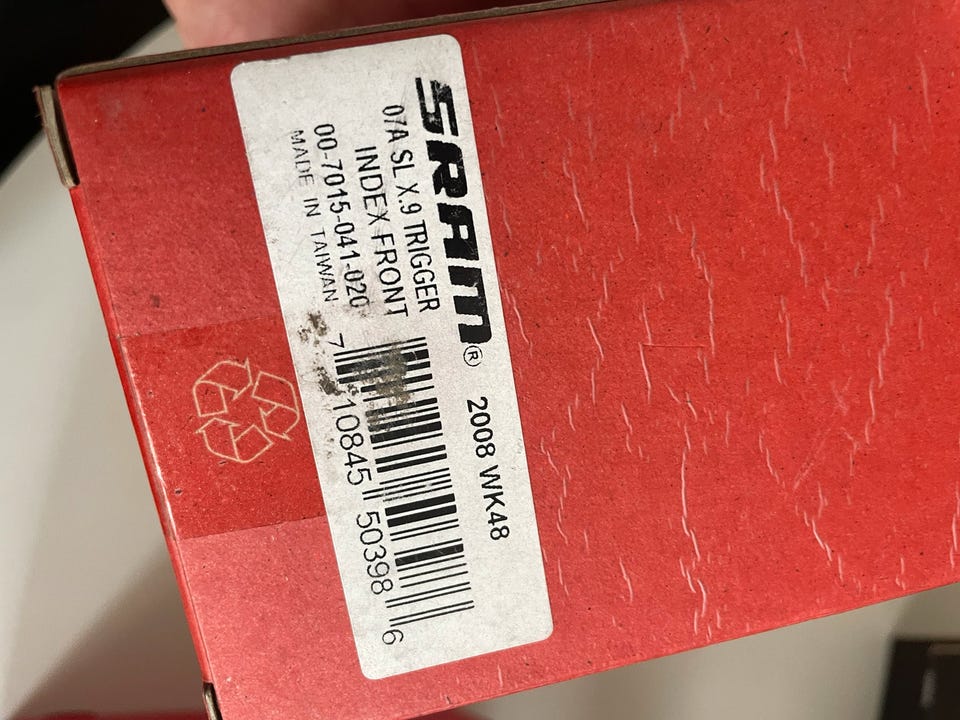 SRAM® 2008 WK48
07A SL X.9 TRIGGER
INDEX FRONT
00-7015-041-020
MADE IN TAIWAN
7 10845 50398 6